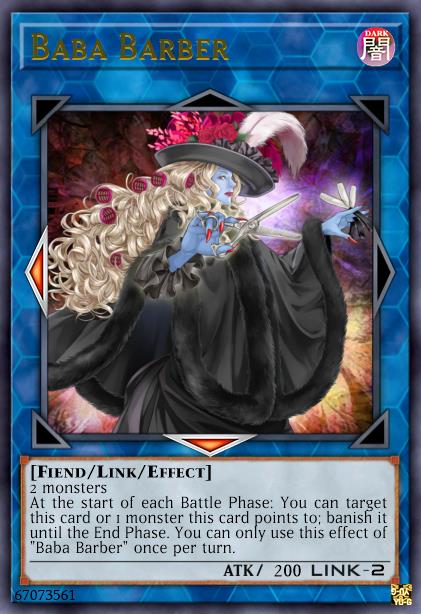 BABA BARBER
DARK
闇
[FIEND/LINK/EFFECT]
2 monsters
At the start of each Battle Phase: You can target
this card or 1 monster this card points to; banish it
until the End Phase. You can only use this effect of
"Baba Barber" once per turn.
ATK/ 200 LINK-2
67073561